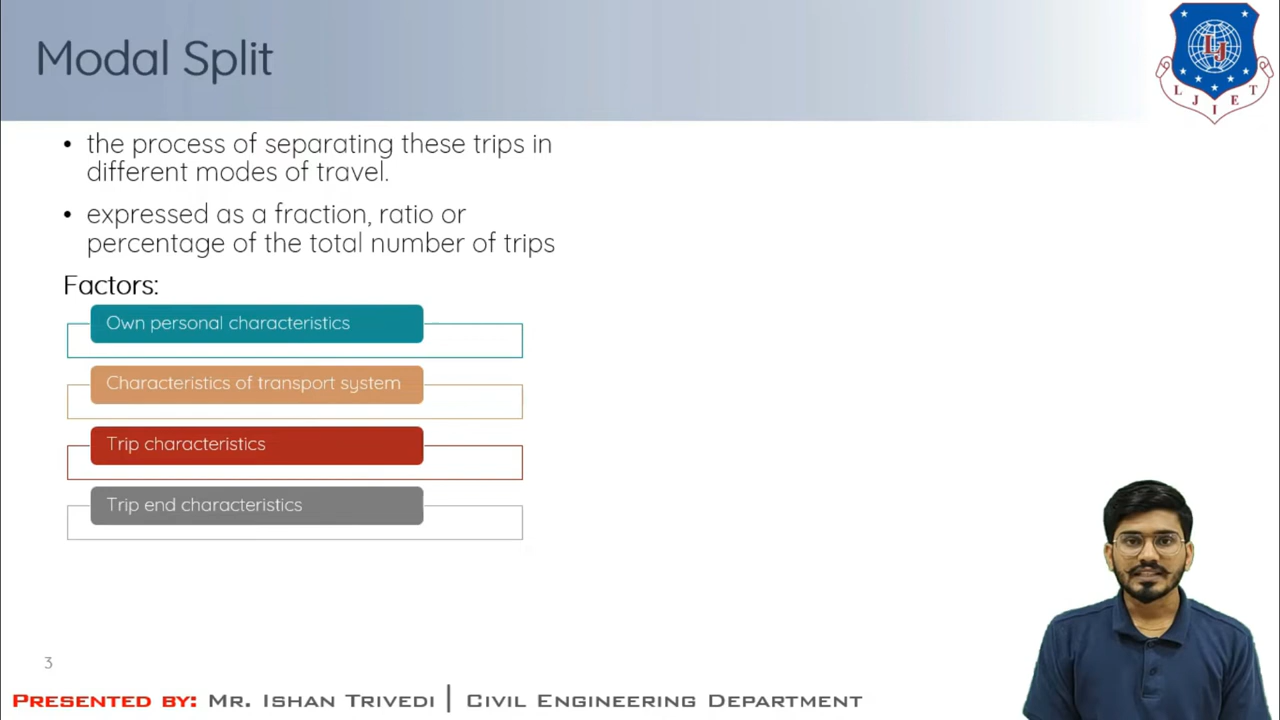 Modal Split
LJ
LJIET
• the process of separating these trips in
different modes of travel.
• expressed as a fraction, ratio or
percentage of the total number of trips
Factors:
Own personal characteristics
Characteristics of transport system
Trip characteristics
Trip end characteristics
3
Presented by: Mr. Ishan Trivedi | Civil Engineering Department